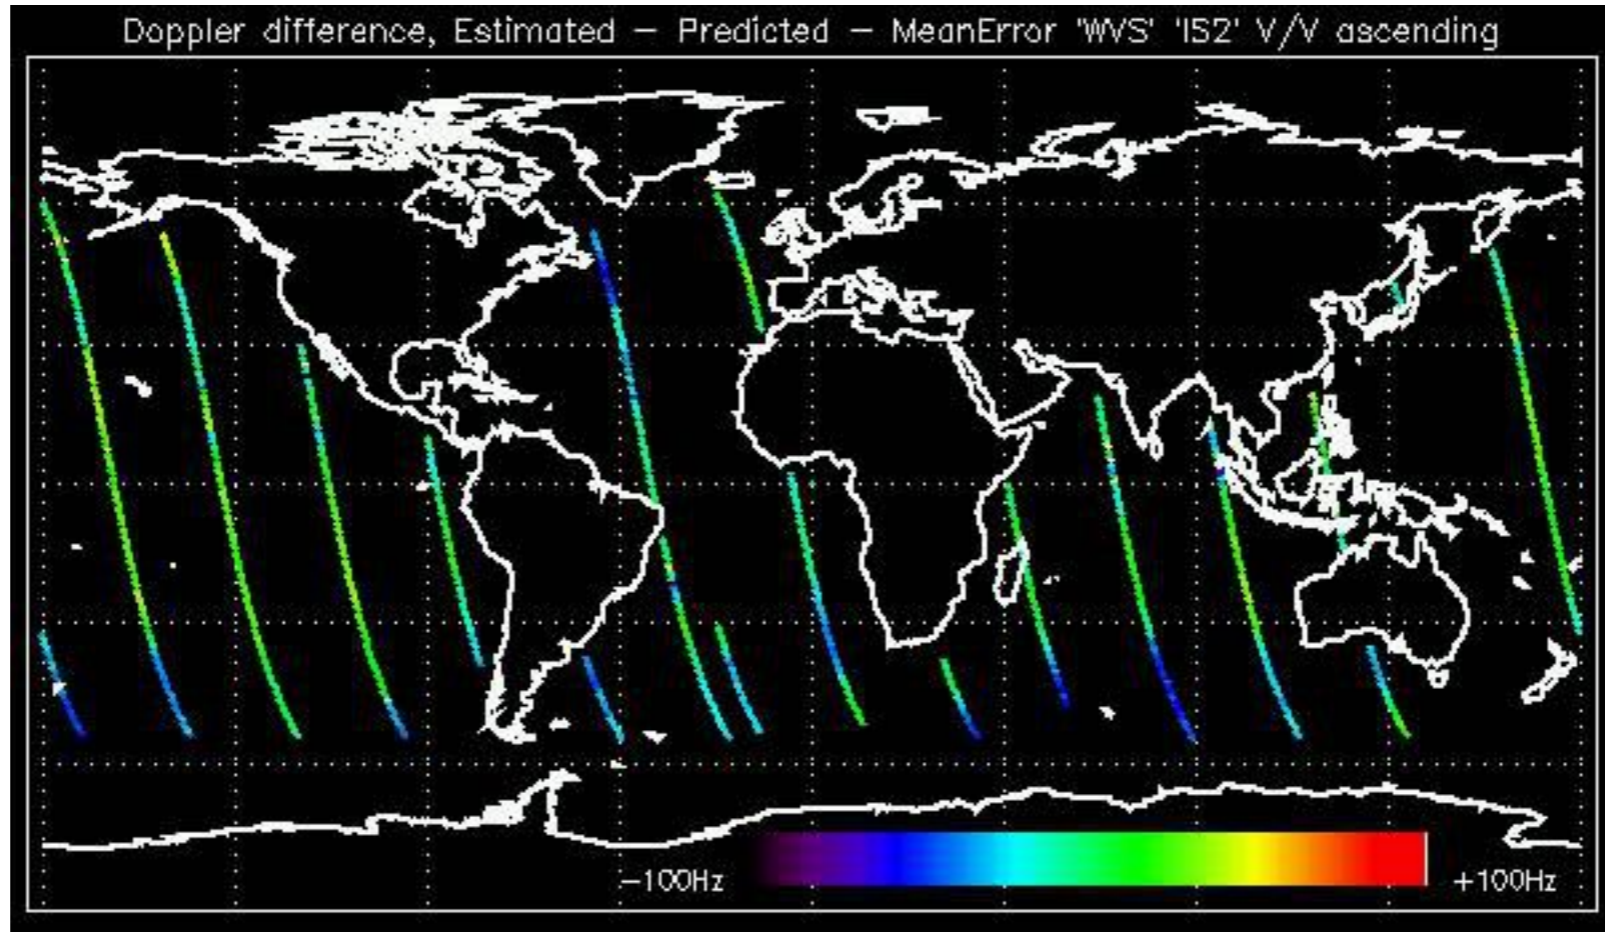 Doppler difference, Estimated — Predicted — MeanError 'WVS' 'IS2' V/V ascending
−100Hz
+100Hz